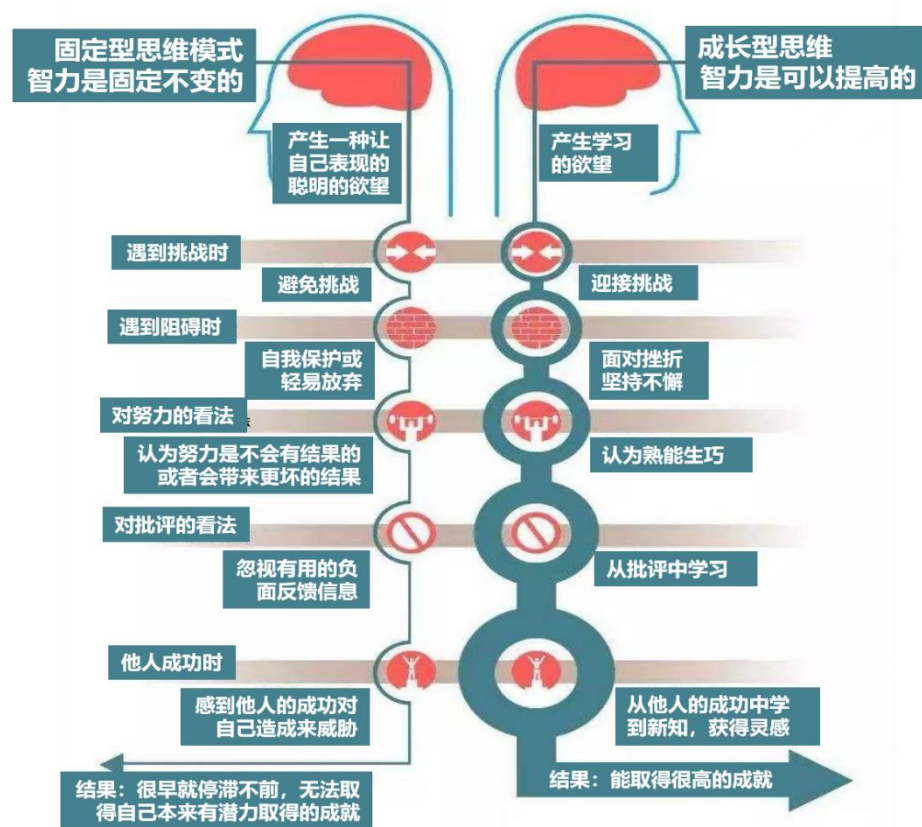 固定型思维模式
智力是固定不变的
成长型思维
智力是可以提高的
产生一种让
自己表现的
聪明的欲望
产生学习
的欲望
遇到挑战时
避免挑战
迎接挑战
遇到阻碍时
自我保护或
轻易放弃
面对挫折
坚持不懈
对努力的看法
认为努力是不会有结果的
或者会带来更坏的结果
认为熟能生巧
对批评的看法
忽视有用的负
面反馈信息
从批评中学习
他人成功时
感到他人的成功对
自己造成来威胁
从他人的成功中学
到新知，获得灵感
结果：很早就停滞不前，无法取
得自己本来有潜力取得的成就
结果：能取得很高的成就